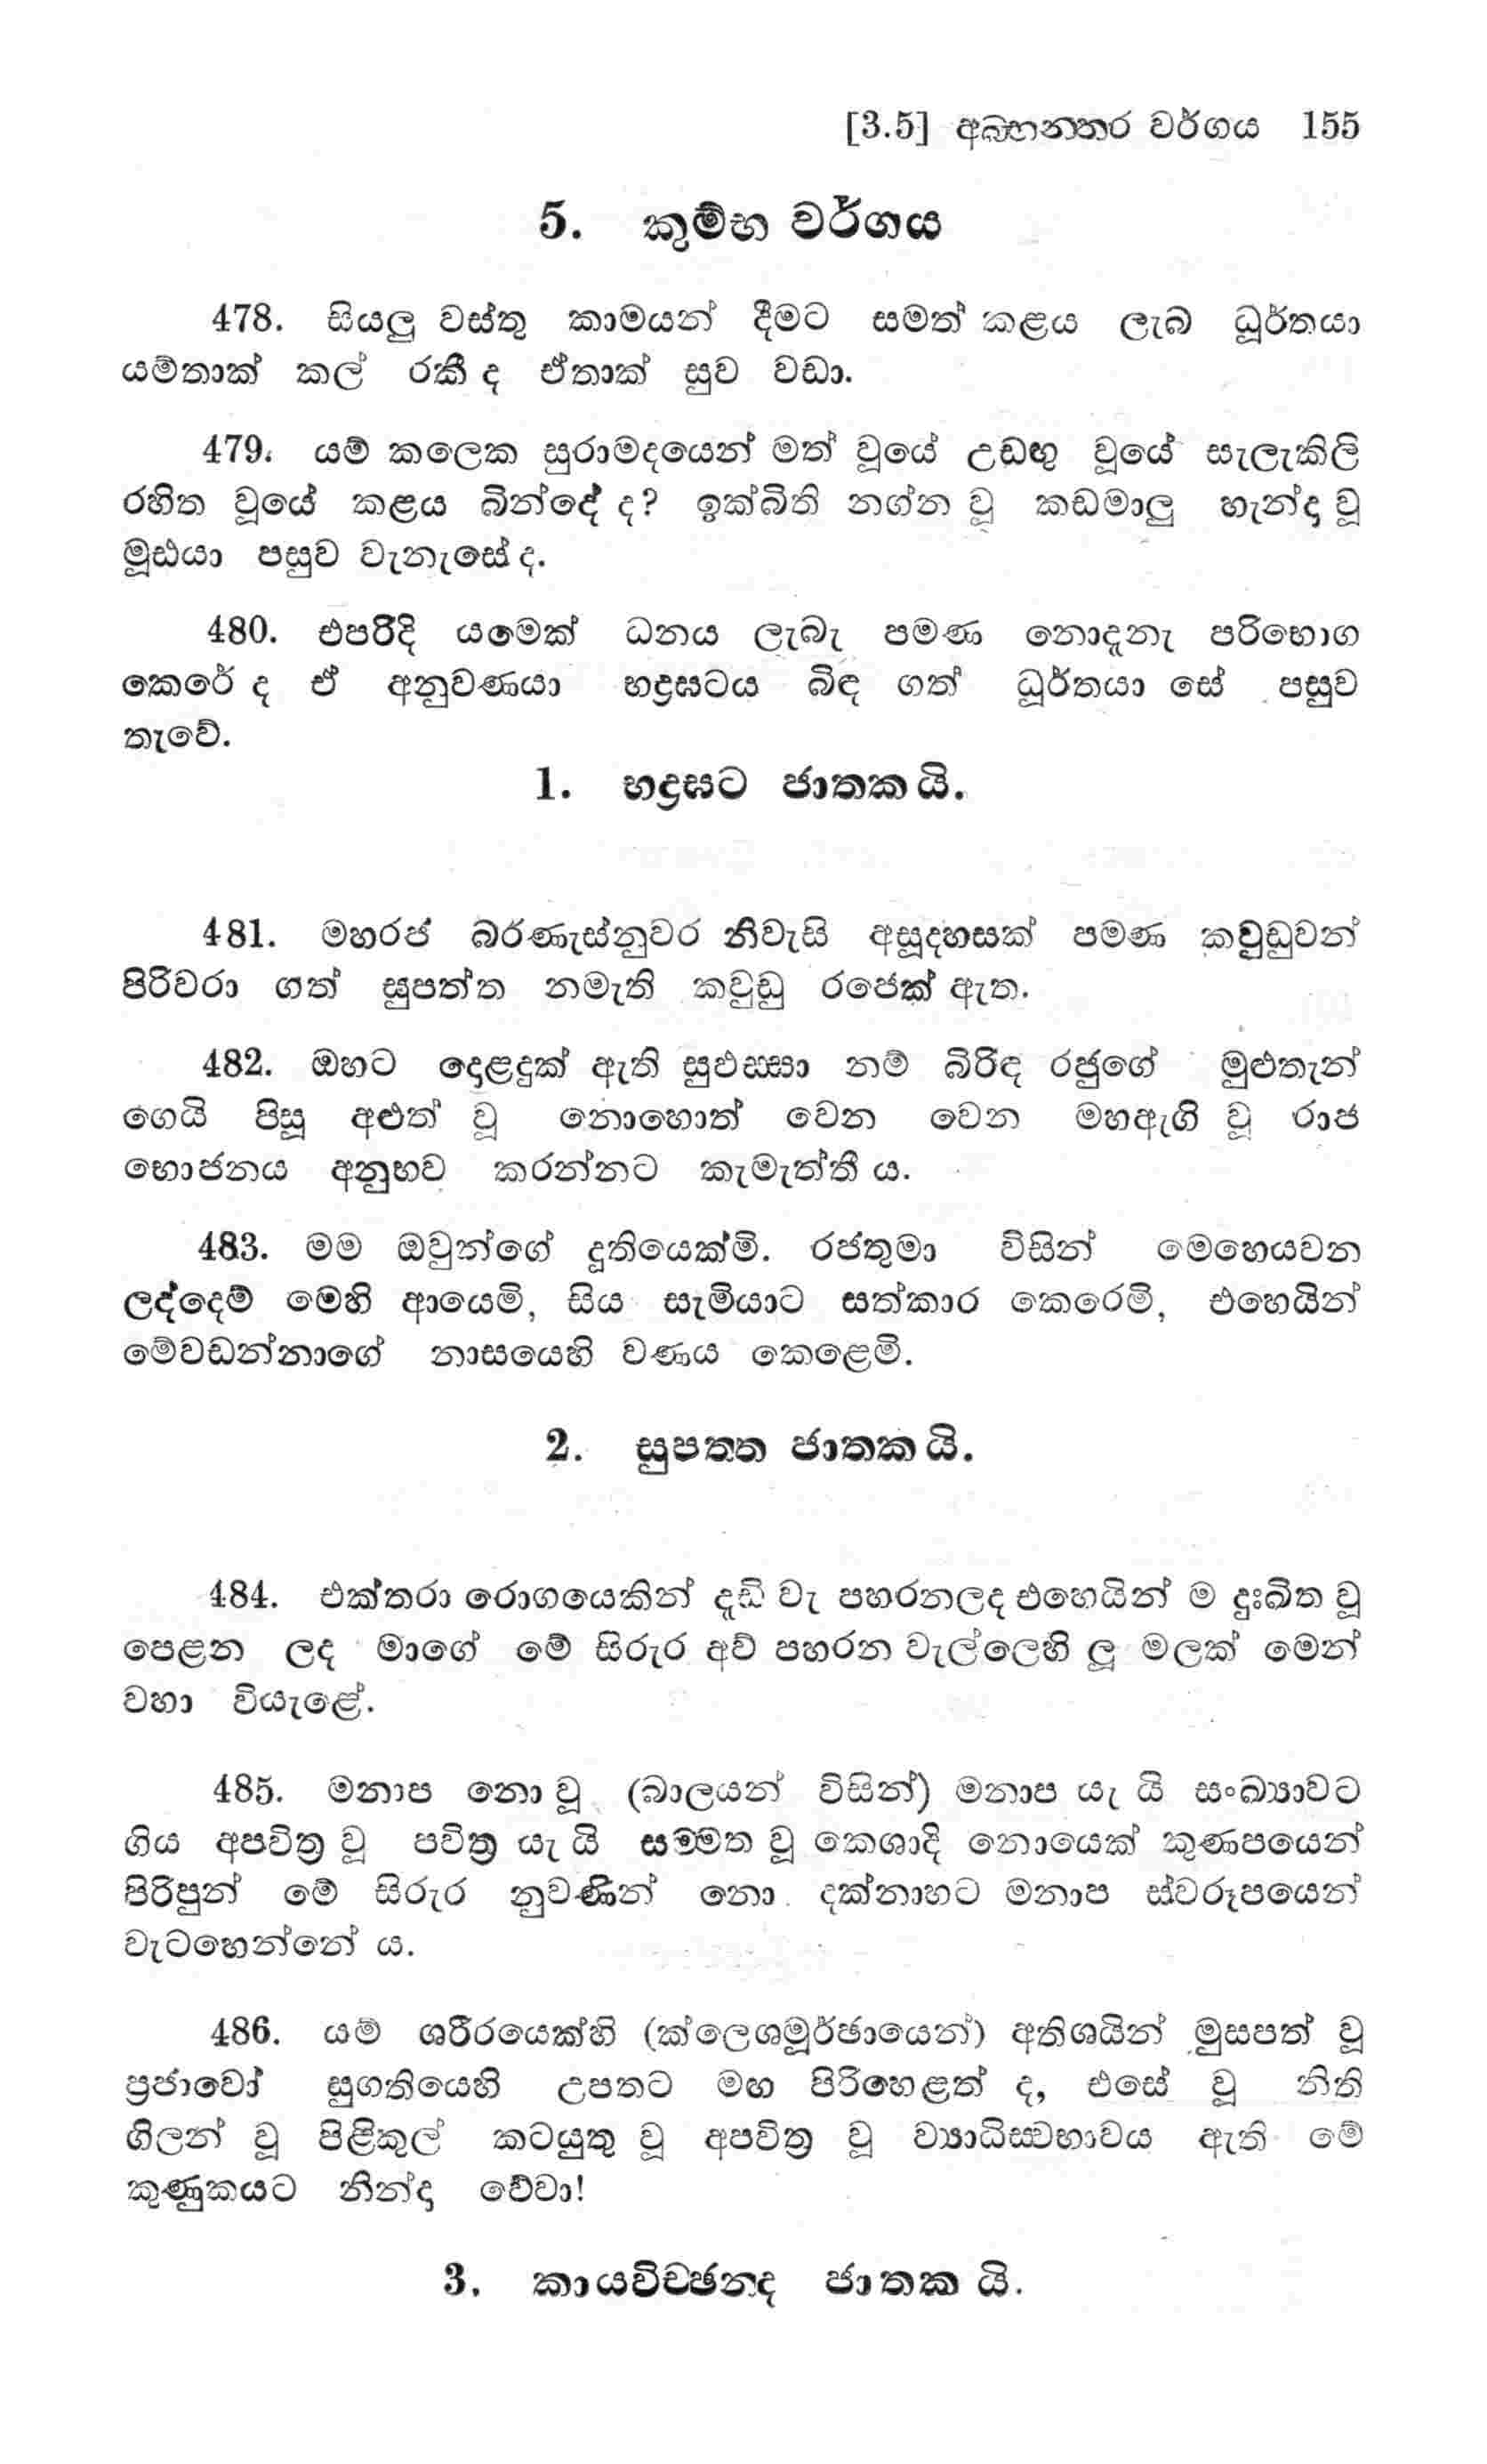 [3.5] අබ්භන්තර වර්ගය 155
5. කුම්භ වර්ගය
478. සියලු වස්තු කාමයන් දීමට සමත් කළය ලැබ ධූර්තයා
යම්තාක් කල් රකී ද ඒතාක් සුව වඩා.
479. යම් කලෙක සුරාමදයෙන් මත් වූයේ උඩඟු වූයේ සැලැකිලි
රහිත වූයේ කළය බින්දේ ද? ඉක්බිති නග්න වූ කඩමාලු හැන්ද වූ
මූඪයා පසුව වැනැසේ ද.
480. එපරිදි යමෙක් ධනය ලැබැ පමණ නොදැනැ පරිභොග
කෙරේ ද ඒ අනුවණයා භද්‍රඝටය බිඳ ගත් ධූර්තයා සේ පසුව
තැවේ.
1. භද්‍රඝට ජාතක යි.
481. මහරජ බරණැස්නුවර නිවැසි අසූදහසක් පමණ කවුඩුවන්
පිරිවරා ගත් සුපත්ත නමැති කවුඩු රජෙක් ඇත.
482. ඔහට දොළදුක් ඇති සුඵස්සා නම් බිරිඳ රජුගේ මුළුතැන්
ගෙයි පිසූ අළුත් වූ නොහොත් වෙන වෙන මහඇඟි වූ රාජ
භොජනය අනුභව කරන්නට කැමැත්තී ය.
483. මම ඔවුන්ගේ දූතියෙක්මි. රජතුමා විසින් මෙහෙයවන
ලද්දෙම් මෙහි ආයෙමි, සිය සැමියාට සත්කාර කෙරෙමි, එහෙයින්
මේවඩන්නාගේ නාසයෙහි වණය කෙළෙමි.
2. සුපත්ත ජාතක යි.
484. එක්තරා රොගයෙකින් දැඩි වැ පහරනලද එහෙයින් ම දුඃඛිත වූ
පෙළන ලද මාගේ මේ සිරුර අව් පහරන වැල්ලෙහි ලූ මලක් මෙන්
වහා වියැළේ.
485. මනාප නො වූ (බාලයන් විසින්) මනාප යැ යි සංඛ්‍යාවට
ගිය අපවිත්‍ර වූ පවිත්‍ර යැ යි සම්මත වූ කෙශාදි නොයෙක් කුණපයෙන්
පිරිපුන් මේ සිරුර නුවණින් නො දක්නාහට මනාප ස්වරූපයෙන්
වැටහෙන්නේ ය.
486. යම් ශරීරයෙක්හි (ක්ලෙශමූර්ඡායෙන්) අතිශයින් මුසපත් වූ
ප්‍රජාවෝ සුගතියෙහි උපතට මඟ පිරිහෙළත් ද, එසේ වූ නිති
ගිලන් වූ පිළිකුල් කටයුතු වූ අපවිත්‍ර වූ ව්‍යාධිස්වභාවය ඇති මේ
කුණුකයට නින්දා වේවා!
3. කායවිච්ඡන්ද ජාතක යි.